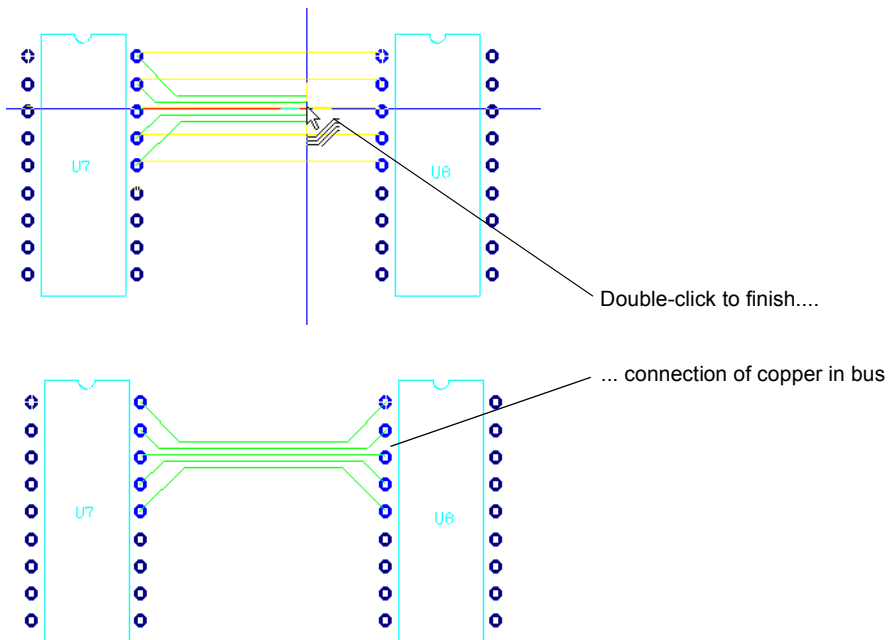 U7
U8
Double-click to finish....
... connection of copper in bus
U7
U8